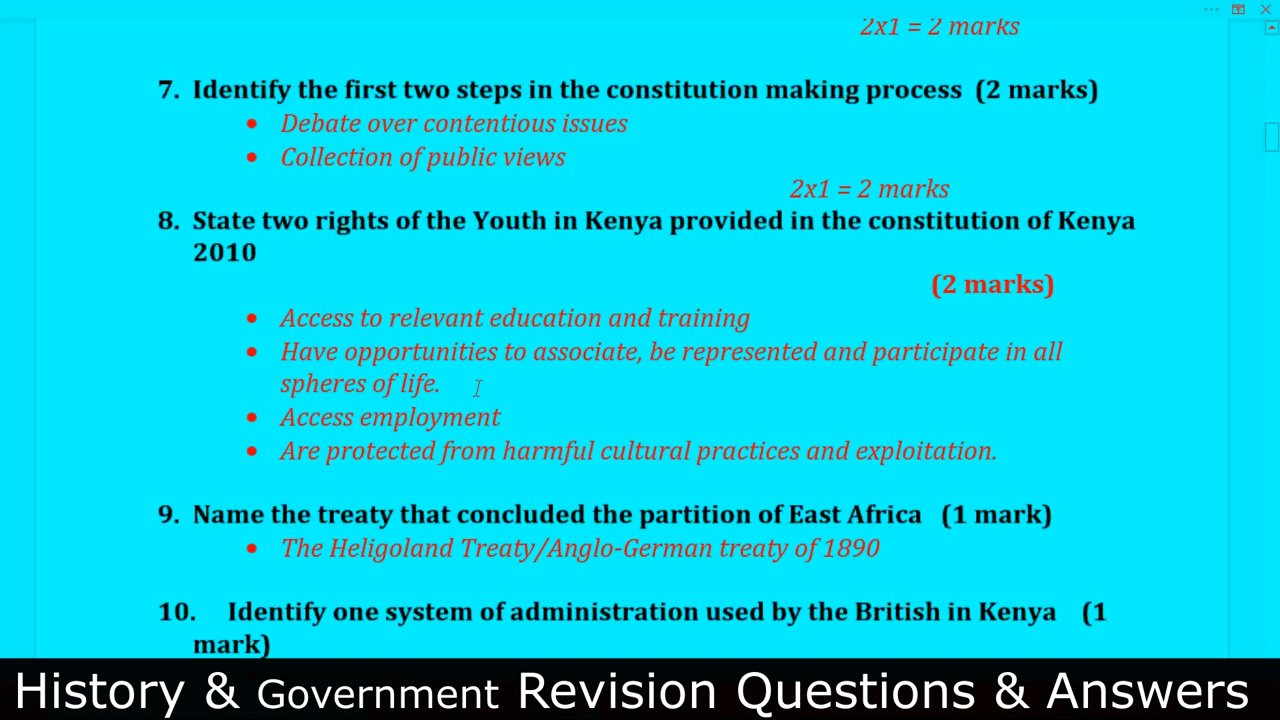 2x1 = 2 marks
7. Identify the first two steps in the constitution making process (2 marks)
• Debate over contentious issues
• Collection of public views
2x1 = 2 marks
8. State two rights of the Youth in Kenya provided in the constitution of Kenya
2010
(2 marks)
• Access to relevant education and training
• Have opportunities to associate, be represented and participate in all
spheres of life.
• Access employment
• Are protected from harmful cultural practices and exploitation.
9. Name the treaty that concluded the partition of East Africa (1 mark)
• The Heligoland Treaty/Anglo-German treaty of 1890
10. Identify one system of administration used by the British in Kenya (1
mark)
History & Government Revision Questions & Answers